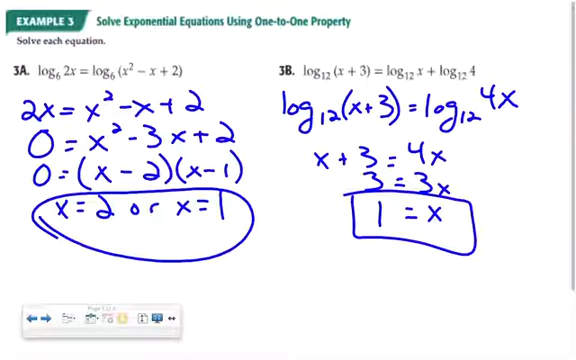 EXAMPLE 3 Solve Exponential Equations Using One-to-One Property
Solve each equation.
3A. log₆ 2x = log₆ (x² − x + 2)
2x = x² - x + 2
0 = x² - 3x + 2
0 = (x - 2)(x - 1)
x = 2 or x = 1
3B. log₁₂ (x + 3) = log₁₂ x + log₁₂ 4
log₁₂(x+3) = log₁₂ 4x
x + 3 = 4x
3 = 3x
1 = x